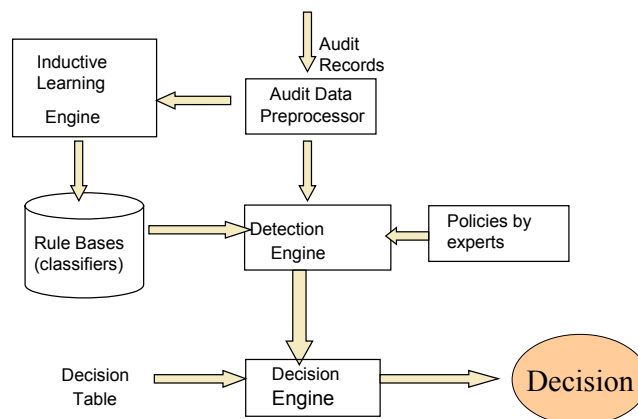 Audit
Records
Inductive
Learning
Engine
Audit Data
Preprocessor
Rule Bases
(classifiers)
Detection
Engine
Policies by
experts
Decision
Table
Decision
Engine
Decision